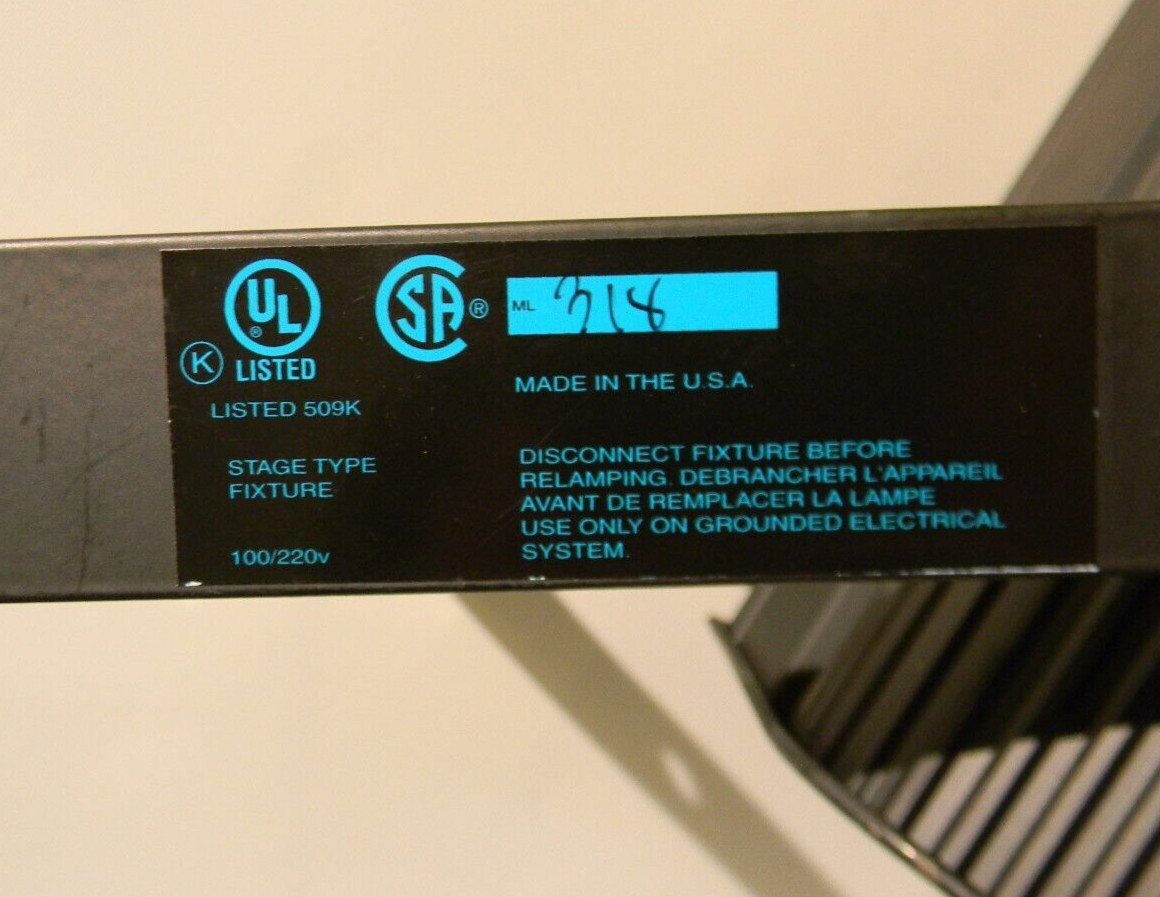 UL
®
K
LISTED
LISTED 509K
STAGE TYPE
FIXTURE
100/220v
SA ®
ML 318
MADE IN THE U.S.A.
DISCONNECT FIXTURE BEFORE
RELAMPING. DEBRANCHER L'APPAREIL
AVANT DE REMPLACER LA LAMPE
USE ONLY ON GROUNDED ELECTRICAL
SYSTEM.